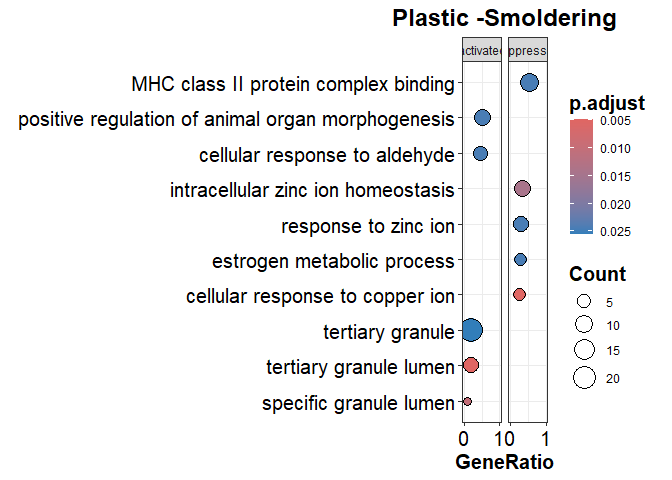 Plastic -Smoldering
ctivated
ppress
MHC class II protein complex binding
positive regulation of animal organ morphogenesis
cellular response to aldehyde
intracellular zinc ion homeostasis
response to zinc ion
estrogen metabolic process
cellular response to copper ion
tertiary granule
tertiary granule lumen
specific granule lumen
0 1 0 1
GeneRatio
p.adjust
0.005
0.010
0.015
0.020
0.025
Count
5
10
15
20